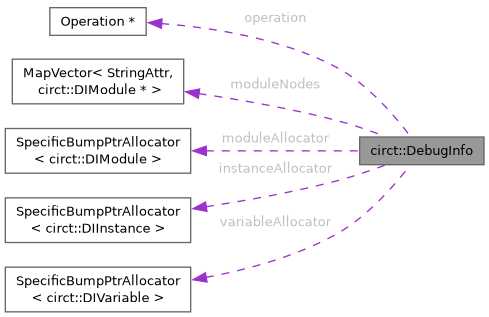 Operation *
operation
MapVector< StringAttr,
circt::DIModule * >
moduleNodes
SpecificBumpPtrAllocator
< circt::DIModule >
moduleAllocator
circt::DebugInfo
instanceAllocator
SpecificBumpPtrAllocator
< circt::DIInstance >
variableAllocator
SpecificBumpPtrAllocator
< circt::DIVariable >